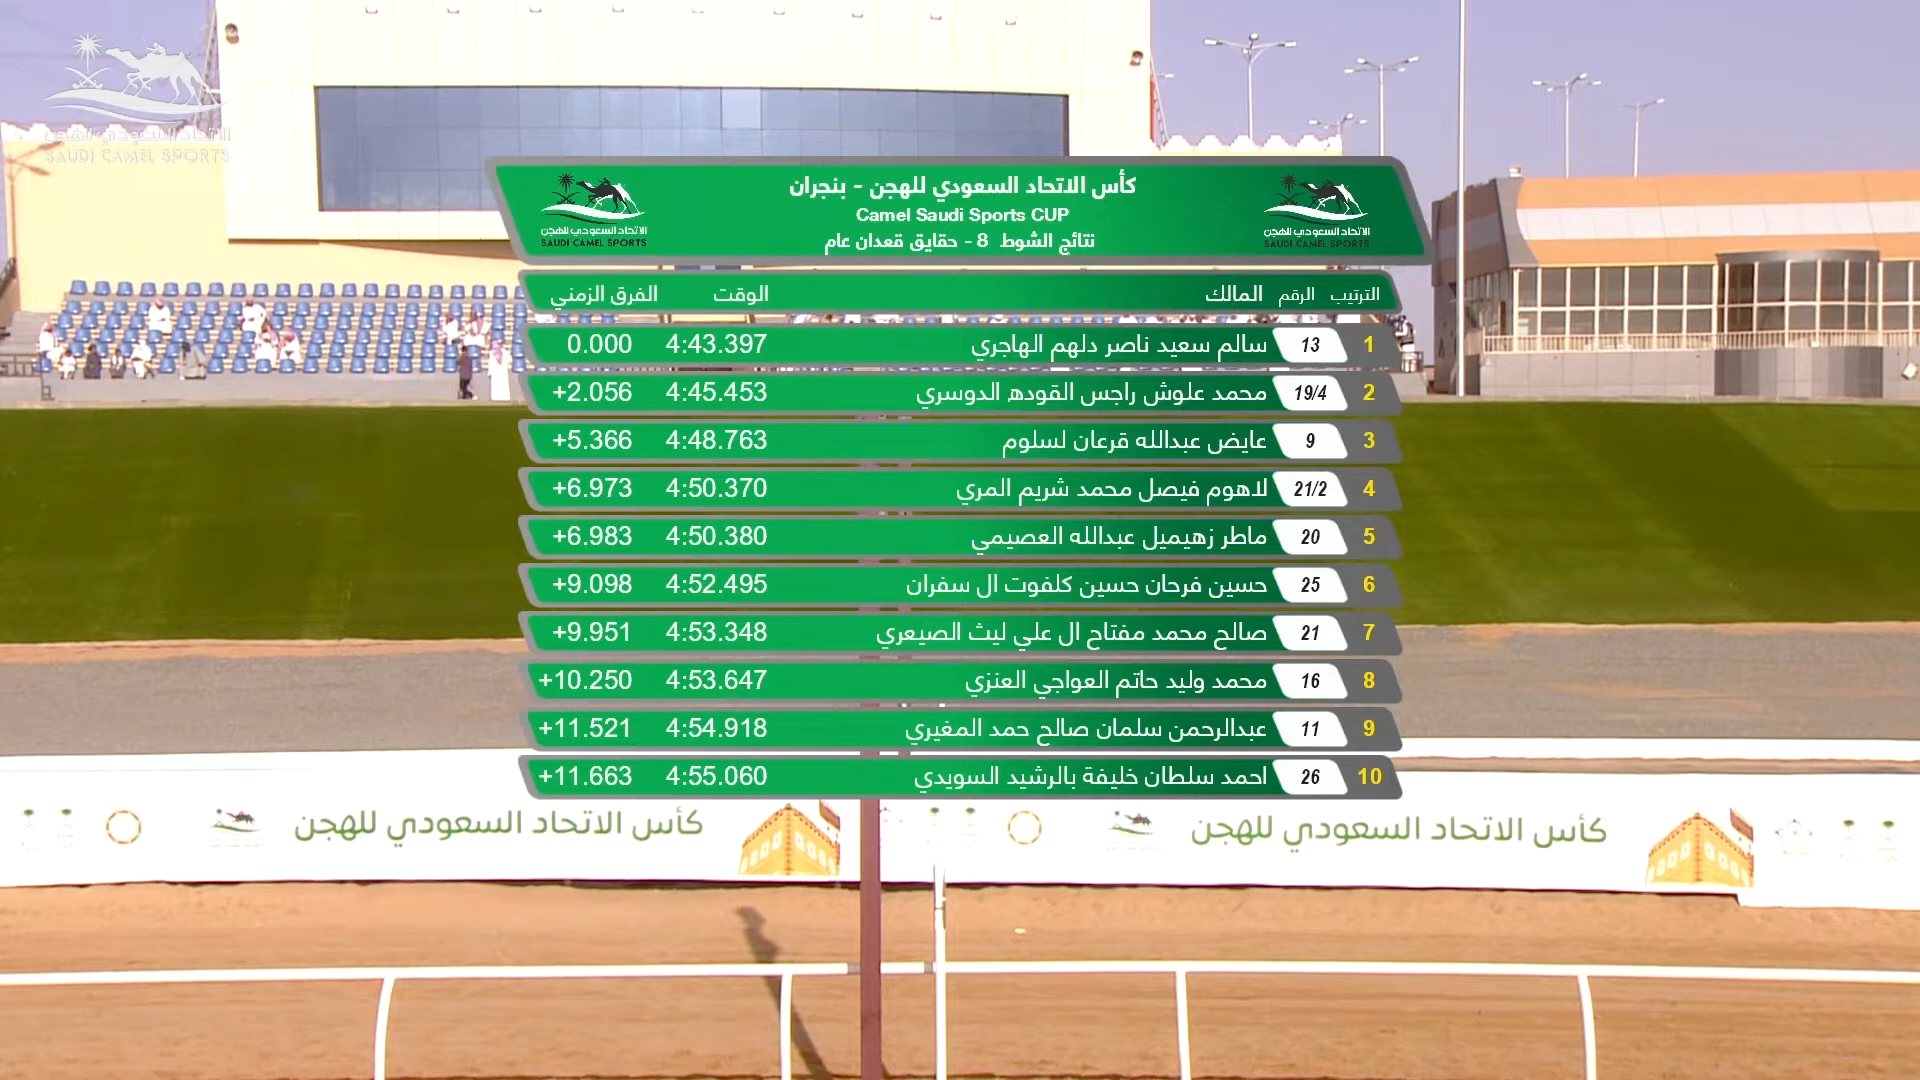 الاتحاد السعودي للهجن
SAUDI CAMEL SPORTS
كأس الاتحاد السعودي للهجن - بنجران
Camel Saudi Sports CUP
نتائج الشوط 8 - حقايق قعدان عام
الاتحاد السعودي للهجن
SAUDI CAMEL SPORTS
الاتحاد السعودي للهجن
SAUDI CAMEL SPORTS
الترتيب الرقم المالك الوقت الفرق الزمني
1 13 سالم سعيد ناصر دلهم الهاجري 4:43.397 0.000
2 19/4 محمد علوش راجس القوده الدوسري 4:45.453 +2.056
3 9 عايض عبدالله قرعان لسلوم 4:48.763 +5.366
4 21/2 لاهوم فيصل محمد شريم المري 4:50.370 +6.973
5 20 ماطر زهيميل عبدالله العصيمي 4:50.380 +6.983
6 25 حسين فرحان حسين كلفوت ال سفران 4:52.495 +9.098
7 21 صالح محمد مفتاح ال علي ليث الصيعري 4:53.348 +9.951
8 16 محمد وليد حاتم العواجي العنزي 4:53.647 +10.250
9 11 عبدالرحمن سلمان صالح حمد المغيري 4:54.918 +11.521
10 26 احمد سلطان خليفة بالرشيد السويدي 4:55.060 +11.663
كأس الاتحاد السعودي للهجن
كأس الاتحاد السعودي للهجن